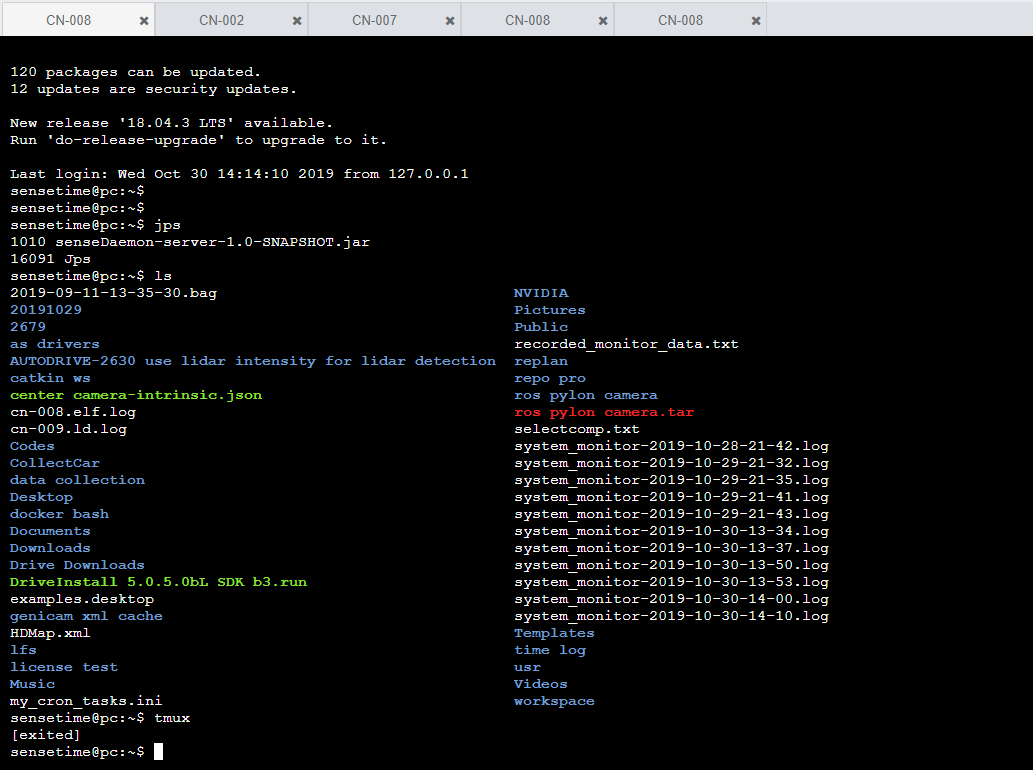 CN-008 × CN-002 × CN-007 × CN-008 × CN-008 ×
120 packages can be updated.
12 updates are security updates.
New release '18.04.3 LTS' available.
Run 'do-release-upgrade' to upgrade to it.
Last login: Wed Oct 30 14:14:10 2019 from 127.0.0.1
sensetime@pc:~$
sensetime@pc:~$
sensetime@pc:~$ jps
1010 senseDaemon-server-1.0-SNAPSHOT.jar
16091 Jps
sensetime@pc:~$ ls
2019-09-11-13-35-30.bag NVIDIA
20191029 Pictures
2679 Public
as drivers recorded_monitor_data.txt
AUTODRIVE-2630 use lidar intensity for lidar detection replan
catkin ws repo pro
center camera-intrinsic.json ros pylon camera
cn-008.elf.log ros pylon camera.tar
cn-009.ld.log selectcomp.txt
Codes system_monitor-2019-10-28-21-42.log
CollectCar system_monitor-2019-10-29-21-32.log
data collection system_monitor-2019-10-29-21-35.log
Desktop system_monitor-2019-10-29-21-41.log
docker bash system_monitor-2019-10-29-21-43.log
Documents system_monitor-2019-10-30-13-34.log
Downloads system_monitor-2019-10-30-13-37.log
Drive Downloads system_monitor-2019-10-30-13-50.log
DriveInstall 5.0.5.0bL SDK b3.run system_monitor-2019-10-30-13-53.log
examples.desktop system_monitor-2019-10-30-14-00.log
genicam xml cache system_monitor-2019-10-30-14-10.log
HDMap.xml Templates
lfs time log
license test usr
Music Videos
my_cron_tasks.ini workspace
sensetime@pc:~$ tmux
[exited]
sensetime@pc:~$